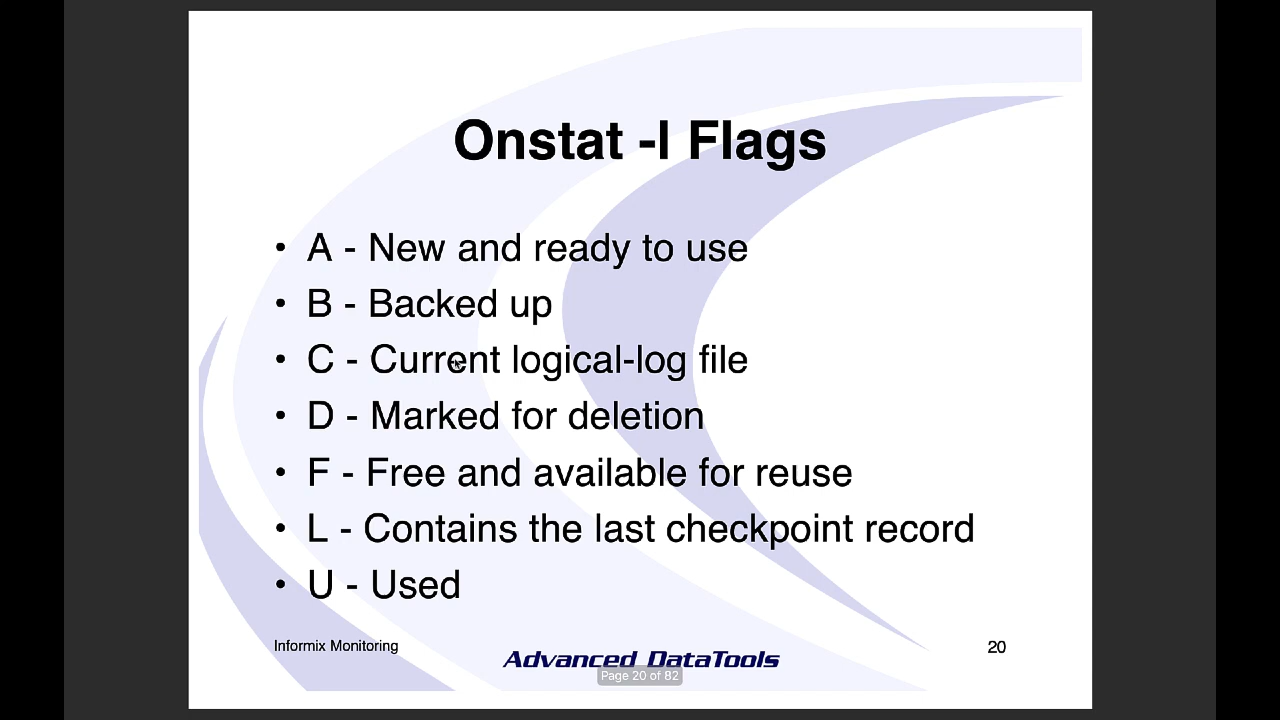 Onstat -l Flags
• A - New and ready to use
• B - Backed up
• C - Current logical-log file
• D - Marked for deletion
• F - Free and available for reuse
• L - Contains the last checkpoint record
• U - Used
Informix Monitoring
Advanced DataTools
20
Page 20 of 82